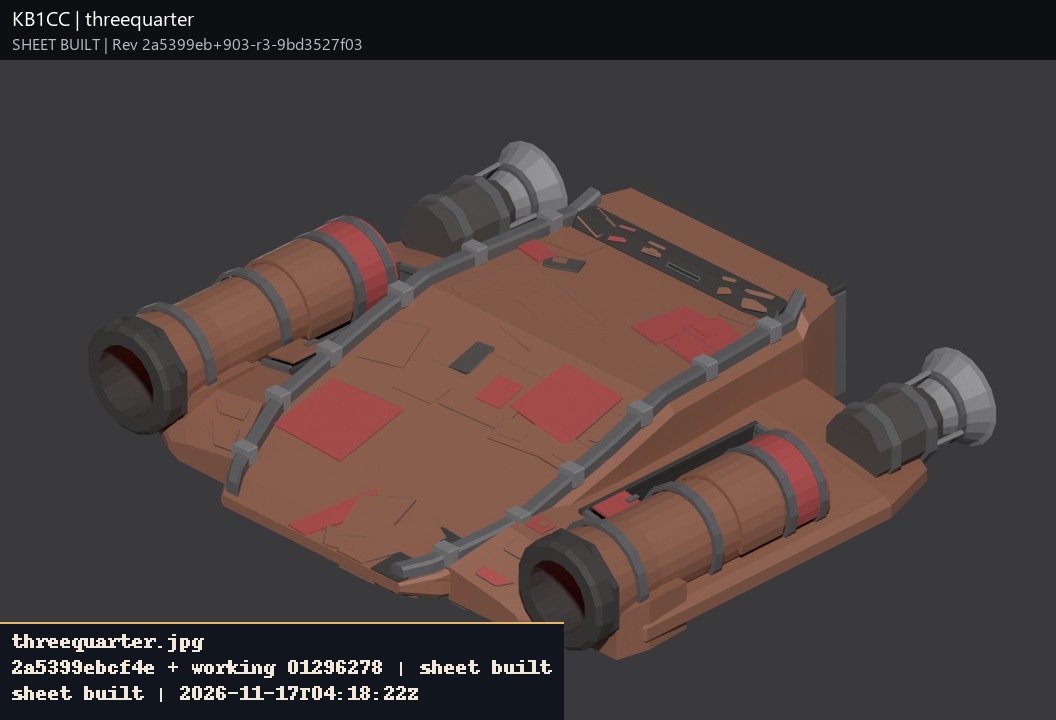 KB1CC | threequarter
SHEET BUILT | Rev 2a5399eb+903-r3-9bd3527f03
threequarter.jpg
2a5399ebcf4e + working 01296278 | sheet built
sheet built | 2026-11-17T04:18:22Z